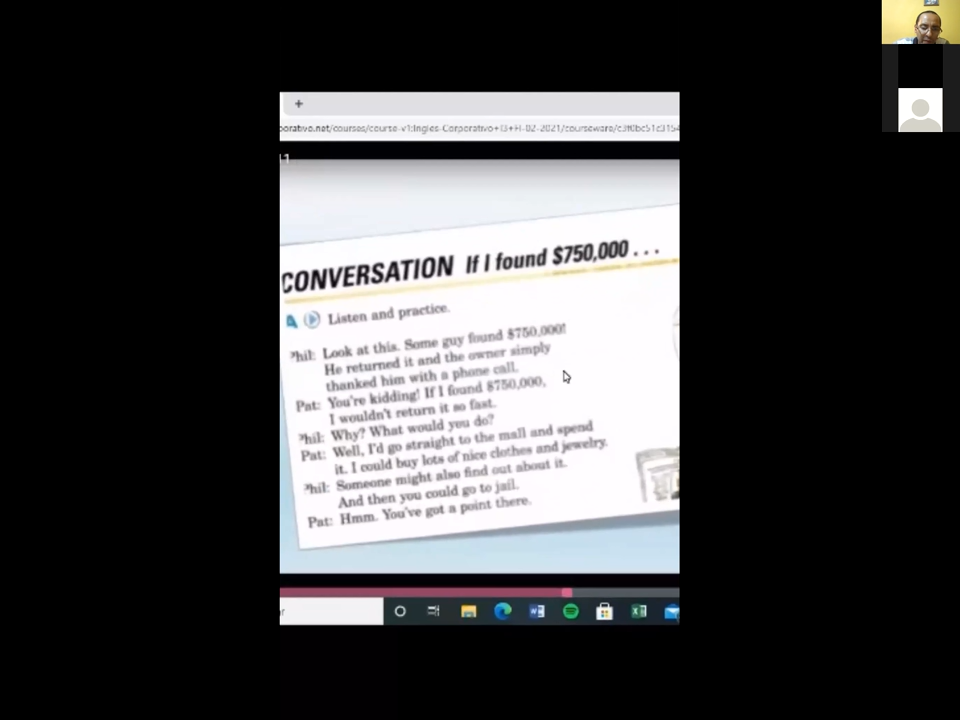 CONVERSATION If I found $750,000 . . .
A Listen and practice.
Phil: Look at this. Some guy found $750,000!
He returned it and the owner simply
thanked him with a phone call.
Pat: You're kidding! If I found $750,000,
I wouldn't return it so fast.
Phil: Why? What would you do?
Pat: Well, I'd go straight to the mall and spend
it. I could buy lots of nice clothes and jewelry.
Phil: Someone might also find out about it.
And then you could go to jail.
Pat: Hmm. You've got a point there.